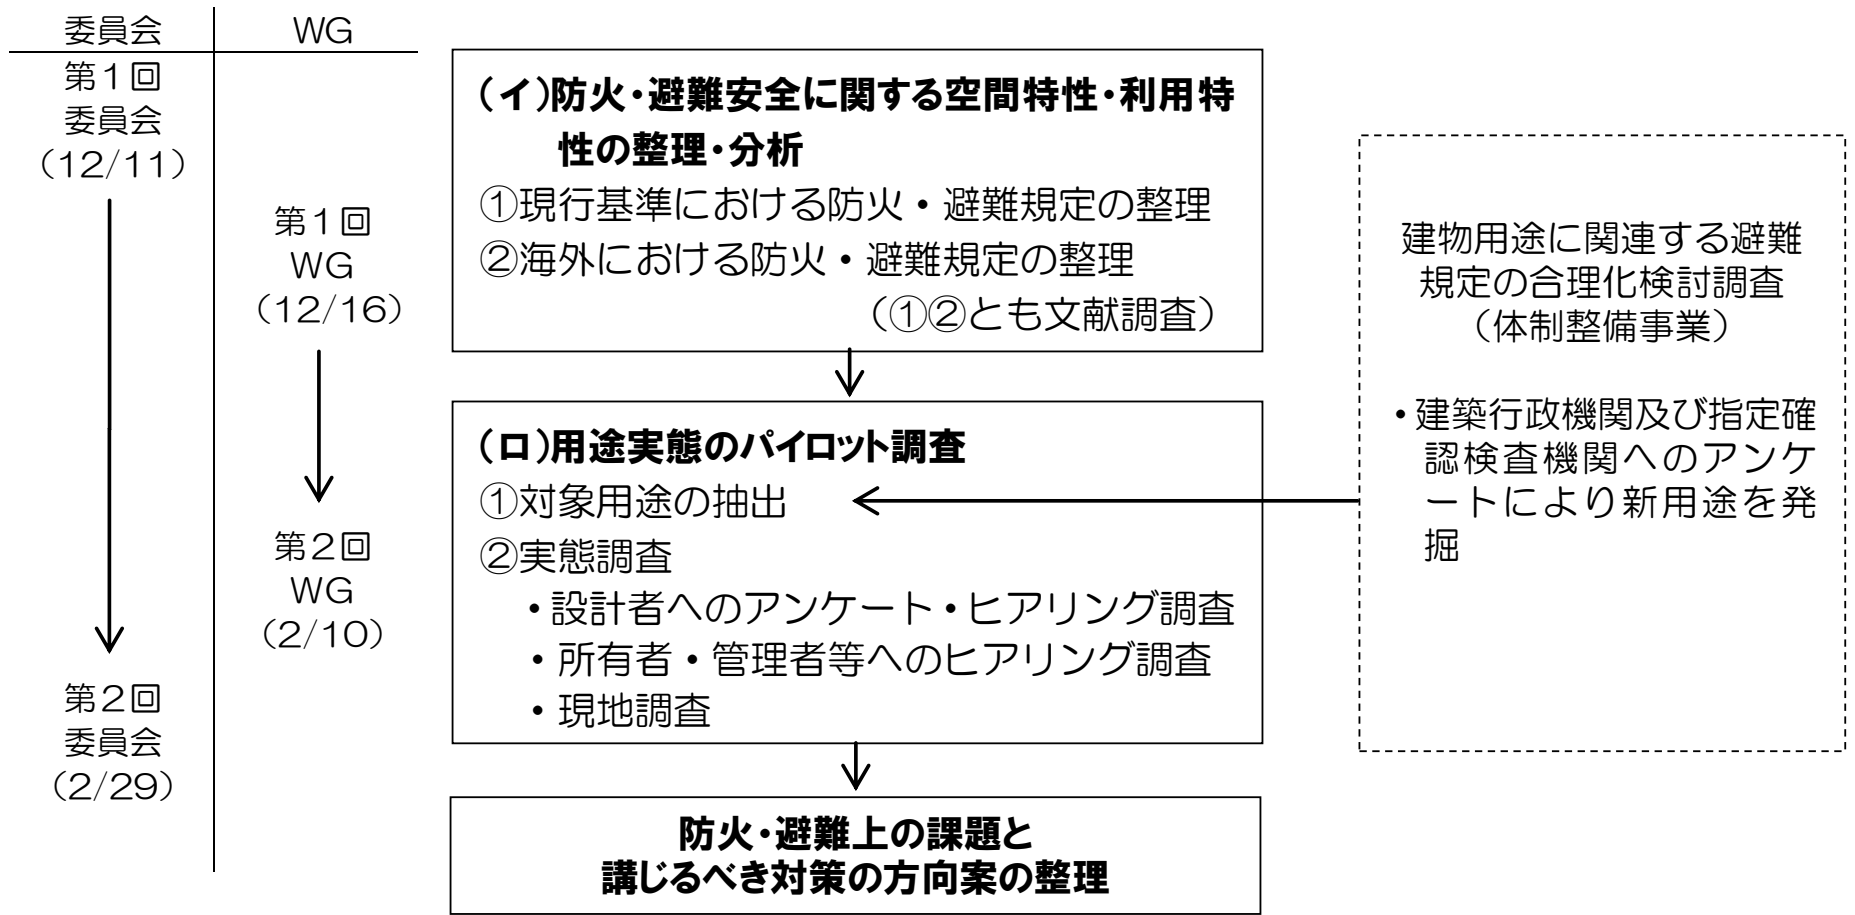 委員会
WG
第1回
委員会
（12/11）
第2回
委員会
（2/29）
第1回
WG
（12/16）
第2回
WG
（2/10）
（イ）防火・避難安全に関する空間特性・利用特
性の整理・分析
①現行基準における防火・避難規定の整理
②海外における防火・避難規定の整理
（①②とも文献調査）
（ロ）用途実態のパイロット調査
①対象用途の抽出
②実態調査
・設計者へのアンケート・ヒアリング調査
・所有者・管理者等へのヒアリング調査
・現地調査
防火・避難上の課題と
講じるべき対策の方向案の整理
建物用途に関連する避難
規定の合理化検討調査
（体制整備事業）
・建築行政機関及び指定確
認検査機関へのアンケ
ートにより新用途を発
掘